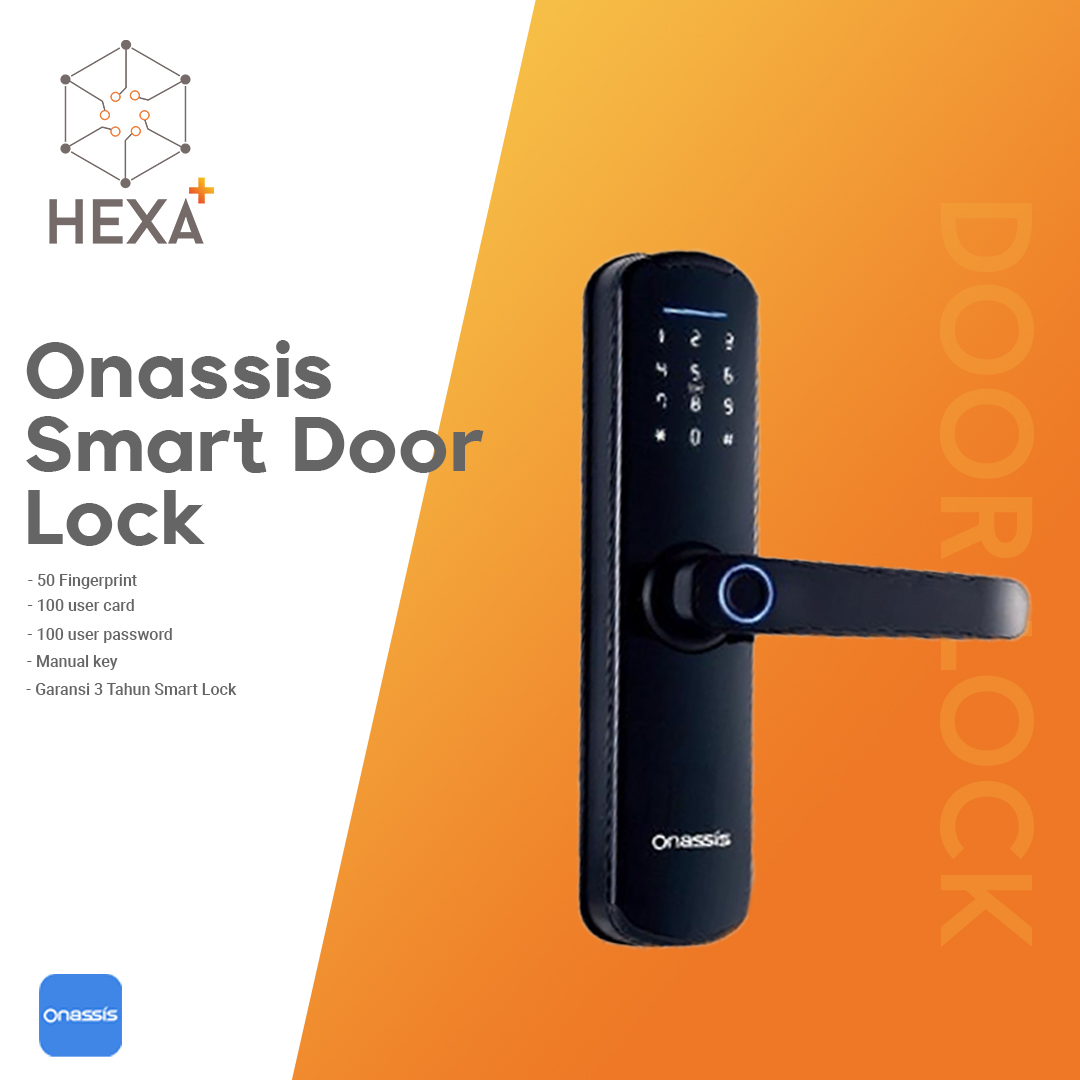 HEXA+
Onassis
Smart Door
Lock
- 50 Fingerprint
- 100 user card
- 100 user password
- Manual key
- Garansi 3 Tahun Smart Lock
Onassis
1 2 3
4 5 6
7 8 9
* 0 #
Onassis
DOOR LOCK